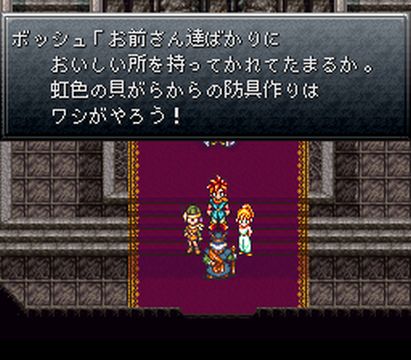 ボッシュ「お前さん達ばかりに
おいしい所を持ってかれてたまるか。
虹色の貝がらからの防具作りは
ワシがやろう！